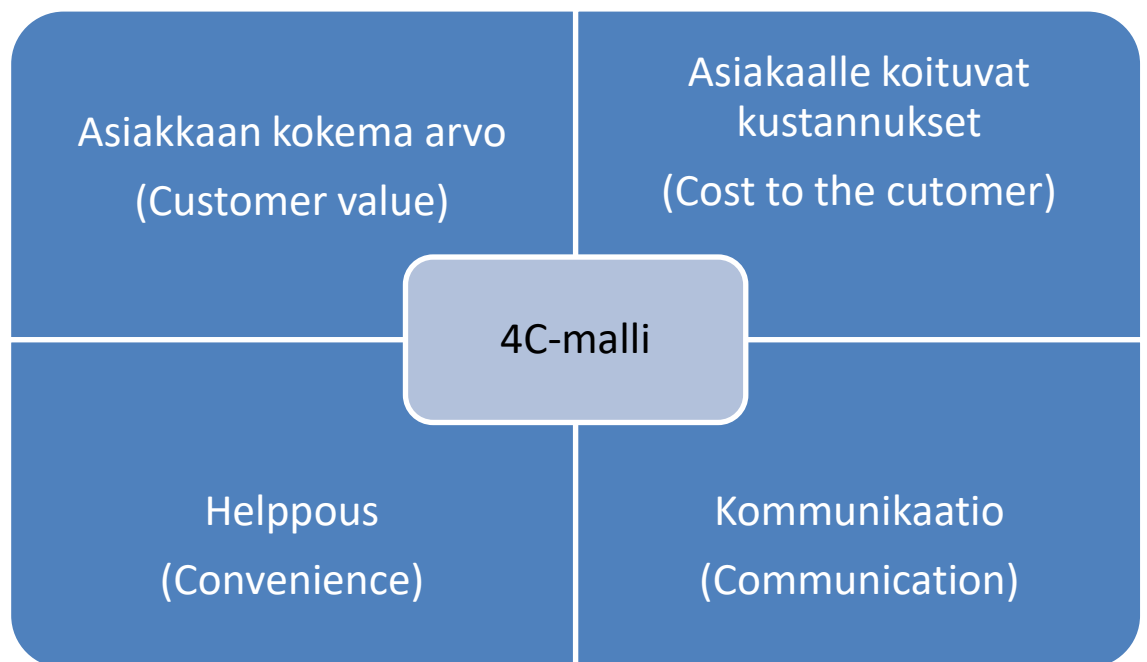 Asiakkaan kokema arvo
(Customer value)
Asiakaalle koituvat
kustannukset
(Cost to the cutomer)
4C-malli
Helppous
(Convenience)
Kommunikaatio
(Communication)